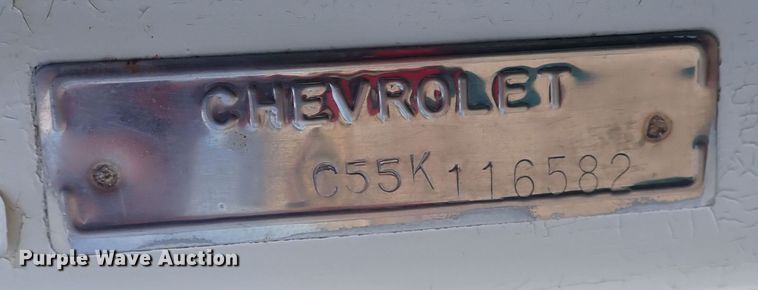 CHEVROLET
C55K116582
Purple Wave Auction